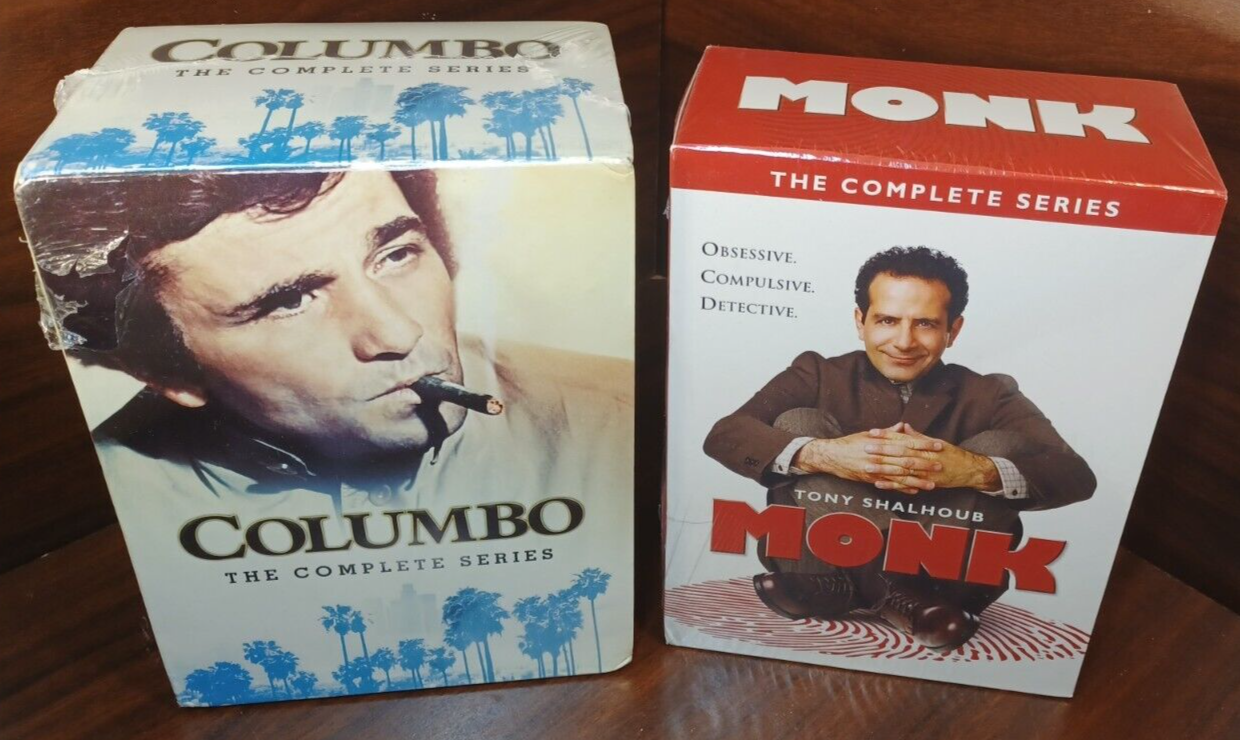 COLUMBO
THE COMPLETE SERIES
COLUMBO
THE COMPLETE SERIES
MONK
THE COMPLETE SERIES
OBSESSIVE.
COMPULSIVE.
DETECTIVE.
TONY SHALHOUB
MONK